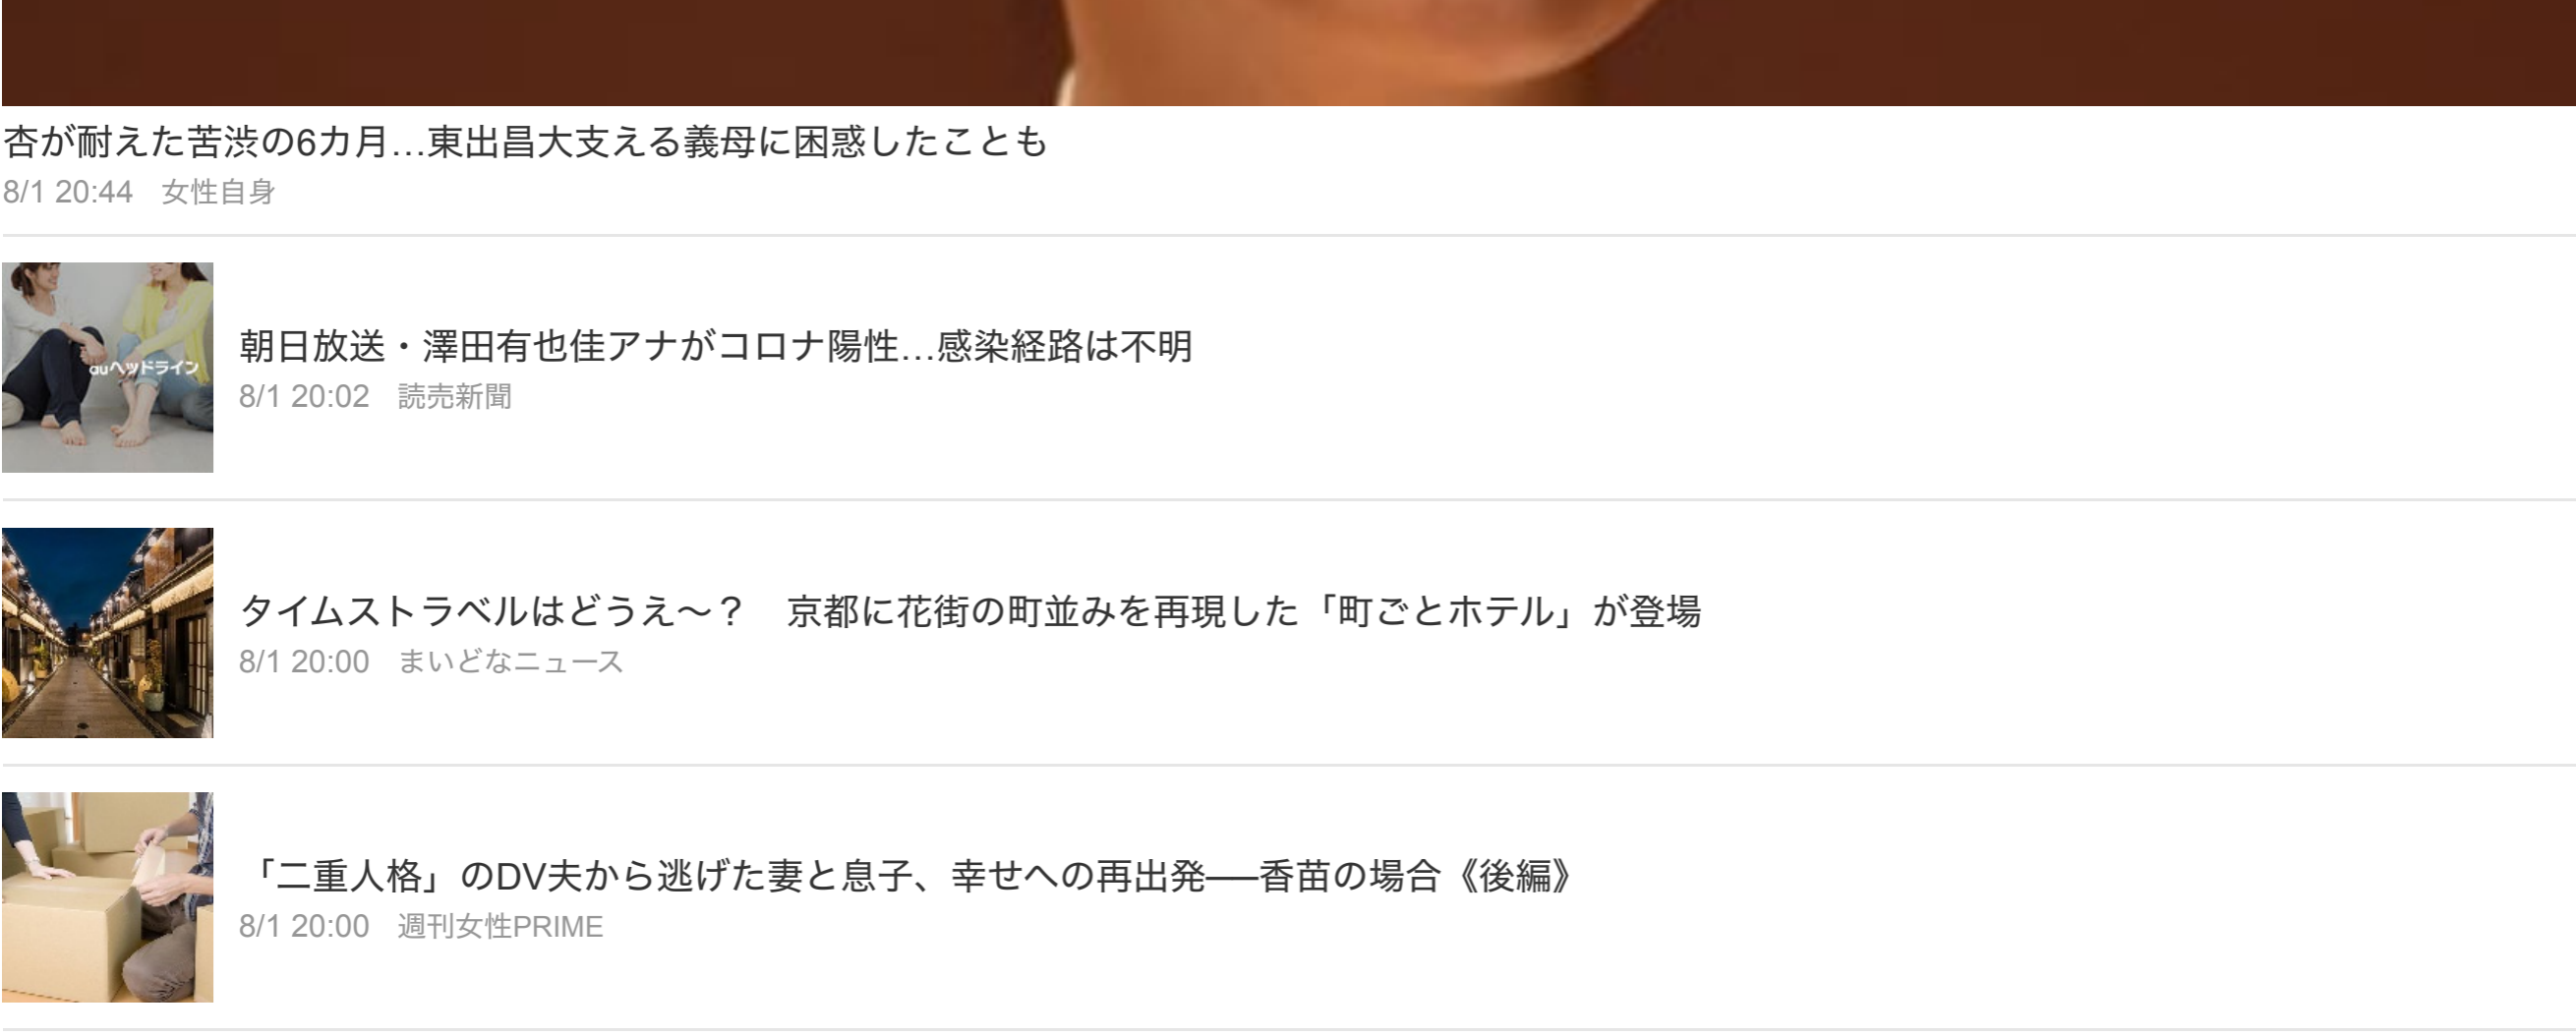 杏が耐えた苦渋の6カ月…東出昌大支える義母に困惑したことも
8/1 20:44　女性自身
auヘッドライン
朝日放送・澤田有也佳アナがコロナ陽性…感染経路は不明
8/1 20:02　読売新聞
タイムストラベルはどうえ〜？　京都に花街の町並みを再現した「町ごとホテル」が登場
8/1 20:00　まいどなニュース
「二重人格」のDV夫から逃げた妻と息子、幸せへの再出発──香苗の場合《後編》
8/1 20:00　週刊女性PRIME